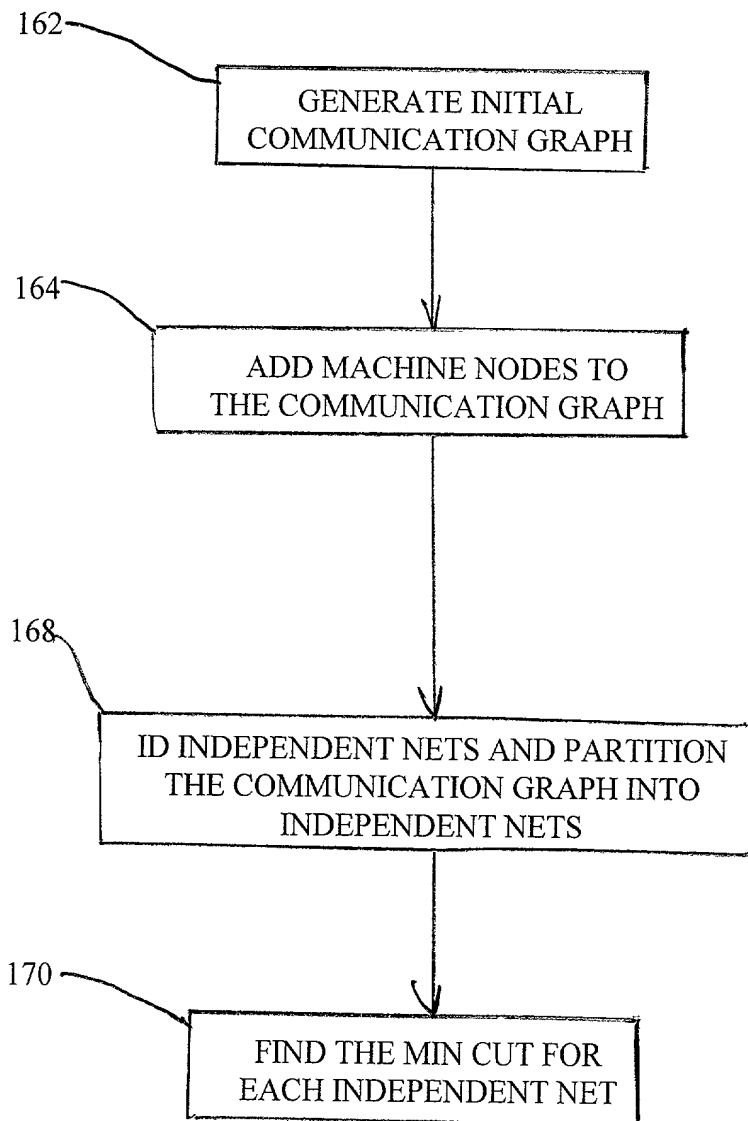 162
GENERATE INITIAL
COMMUNICATION GRAPH
164
ADD MACHINE NODES TO
THE COMMUNICATION GRAPH
168
ID INDEPENDENT NETS AND PARTITION
THE COMMUNICATION GRAPH INTO
INDEPENDENT NETS
170
FIND THE MIN CUT FOR
EACH INDEPENDENT NET